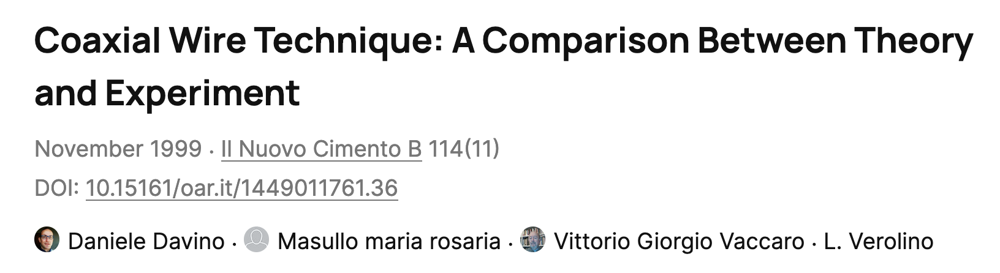 Coaxial Wire Technique: A Comparison Between Theory
and Experiment
November 1999 · Il Nuovo Cimento B 114(11)
DOI: 10.15161/oar.it/1449011761.36
Daniele Davino · Masullo maria rosaria · Vittorio Giorgio Vaccaro · L. Verolino